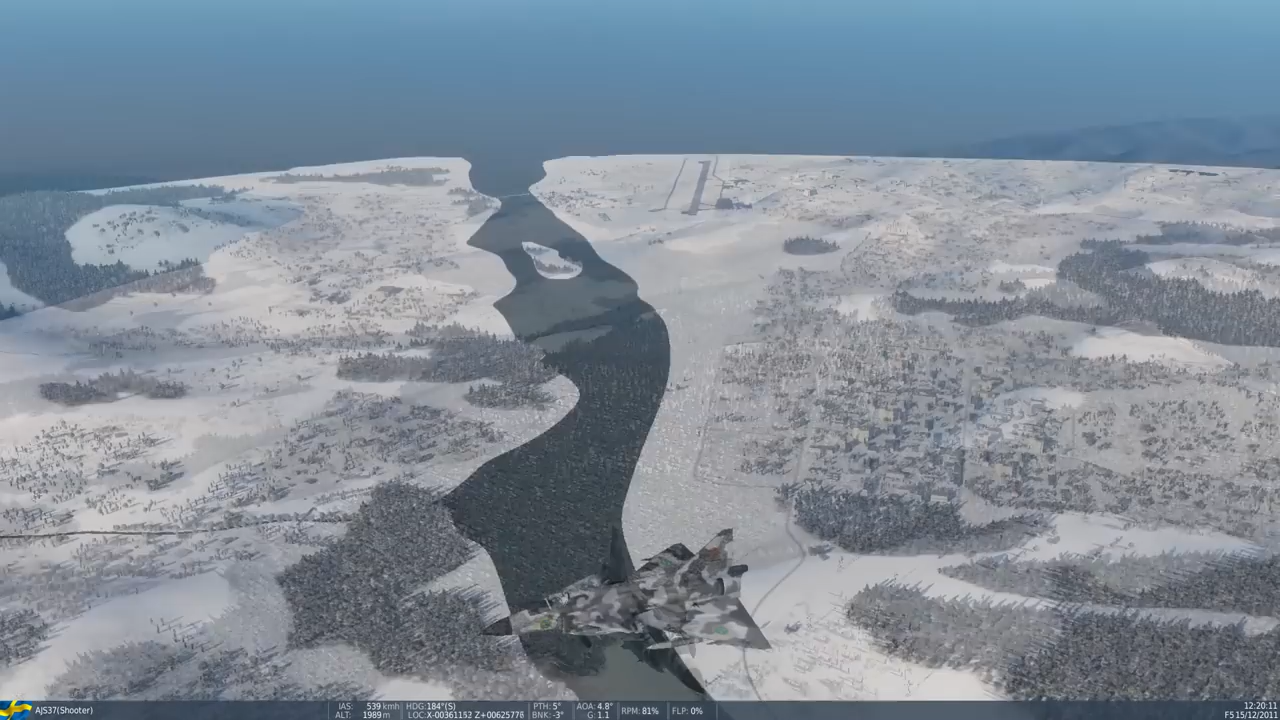 AJS37(Shooter)
IAS: 539 kmh HDG:184°(S) PTH: 5° AOA: 4.8° RPM: 81% FLP: 0% 12:20:11
ALT: 1989 m LOC:X-00361152 Z+00625778 BNK: -3° G: 1.1 F5 15/12/2011